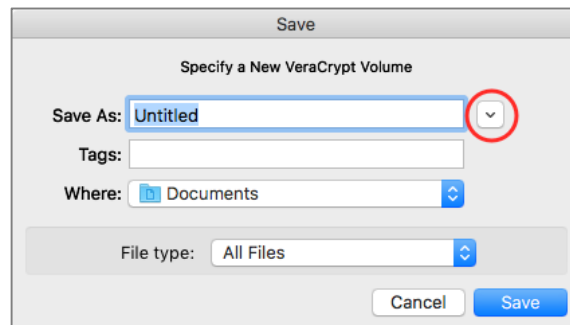 Save
Specify a New VeraCrypt Volume
Save As: Untitled
Tags:
Where: Documents
File type: All Files
Cancel Save